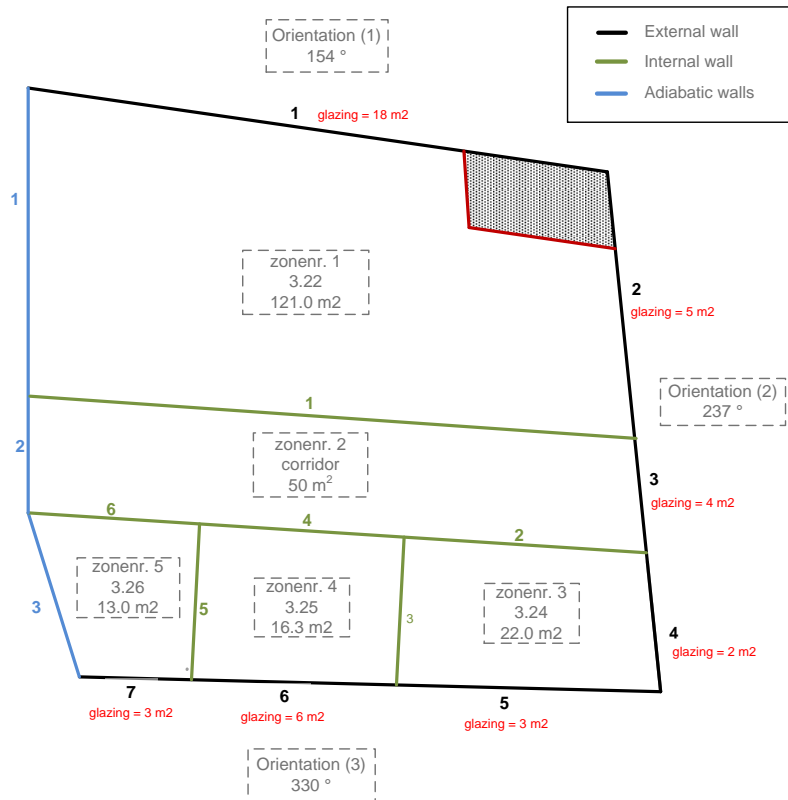 Orientation (1)
154 °
External wall
Internal wall
Adiabatic walls
1
glazing = 18 m2
1
zonenr. 1
3.22
121.0 m2
2
glazing = 5 m2
Orientation (2)
237 °
1
2
zonenr. 2
corridor
50 m²
3
glazing = 4 m2
6
4
2
zonenr. 5
3.26
13.0 m2
zonenr. 4
3.25
16.3 m2
zonenr. 3
3.24
22.0 m2
3
5
3
4
glazing = 2 m2
7
glazing = 3 m2
6
glazing = 6 m2
5
glazing = 3 m2
Orientation (3)
330 °